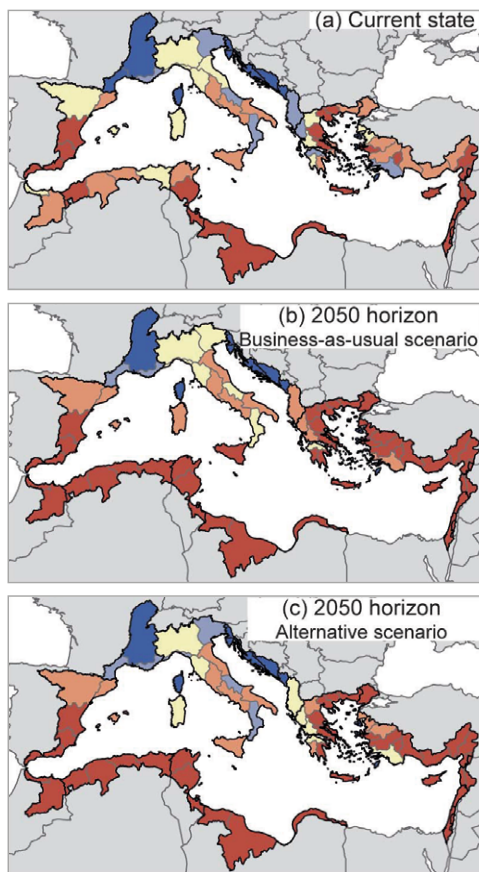 (a) Current state
(b) 2050 horizon
Business-as-usual scenario
(c) 2050 horizon
Alternative scenario